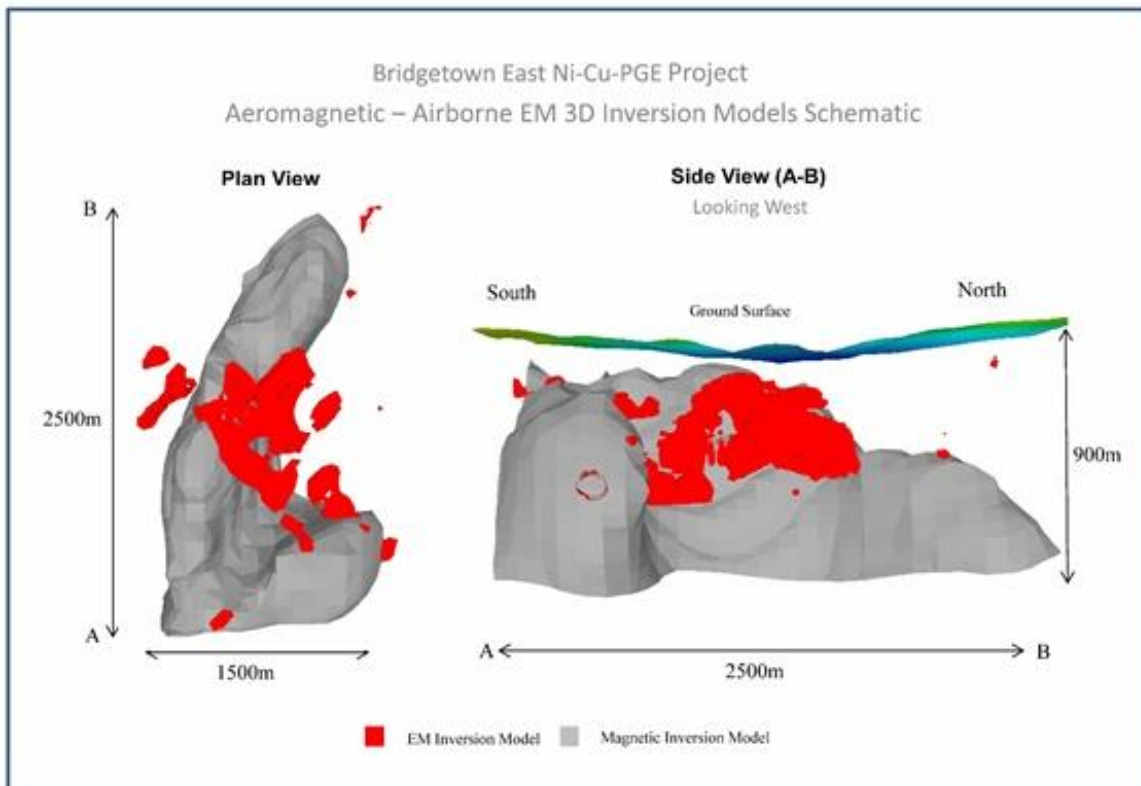 Bridgetown East Ni-Cu-PGE Project
Aeromagnetic – Airborne EM 3D Inversion Models Schematic
Plan View
B
2500m
A
1500m
Side View (A-B)
Looking West
South
North
Ground Surface
900m
A
B
2500m
EM Inversion Model
Magnetic Inversion Model